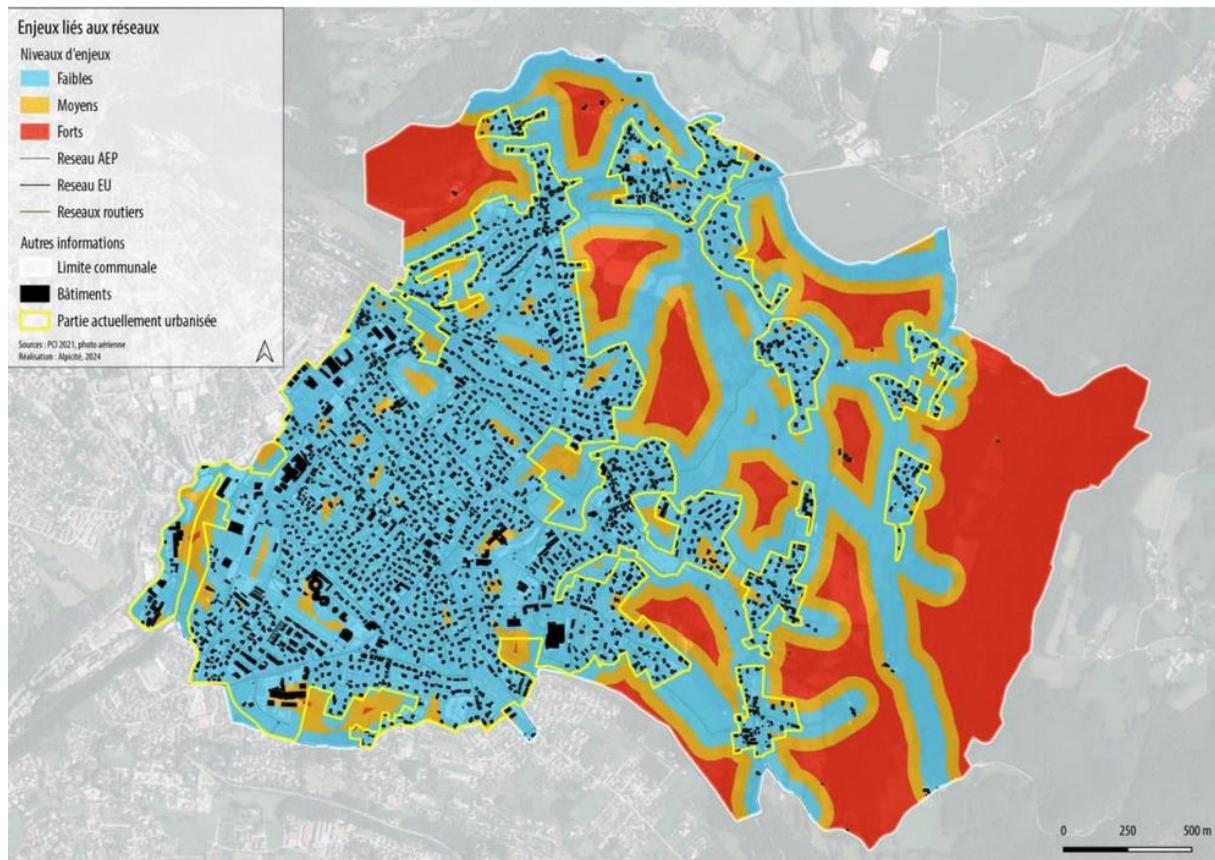 Enjeux liés aux réseaux
Niveaux d'enjeux
Faibles
Moyens
Forts
Reseau AEP
Reseau EU
Reseaux routiers
Autres informations
Limite communale
Bâtiments
Partie actuellement urbanisée
Sources : PCI 2021, photo aérienne
Réalisation : Alpicité, 2024
0 250 500 m